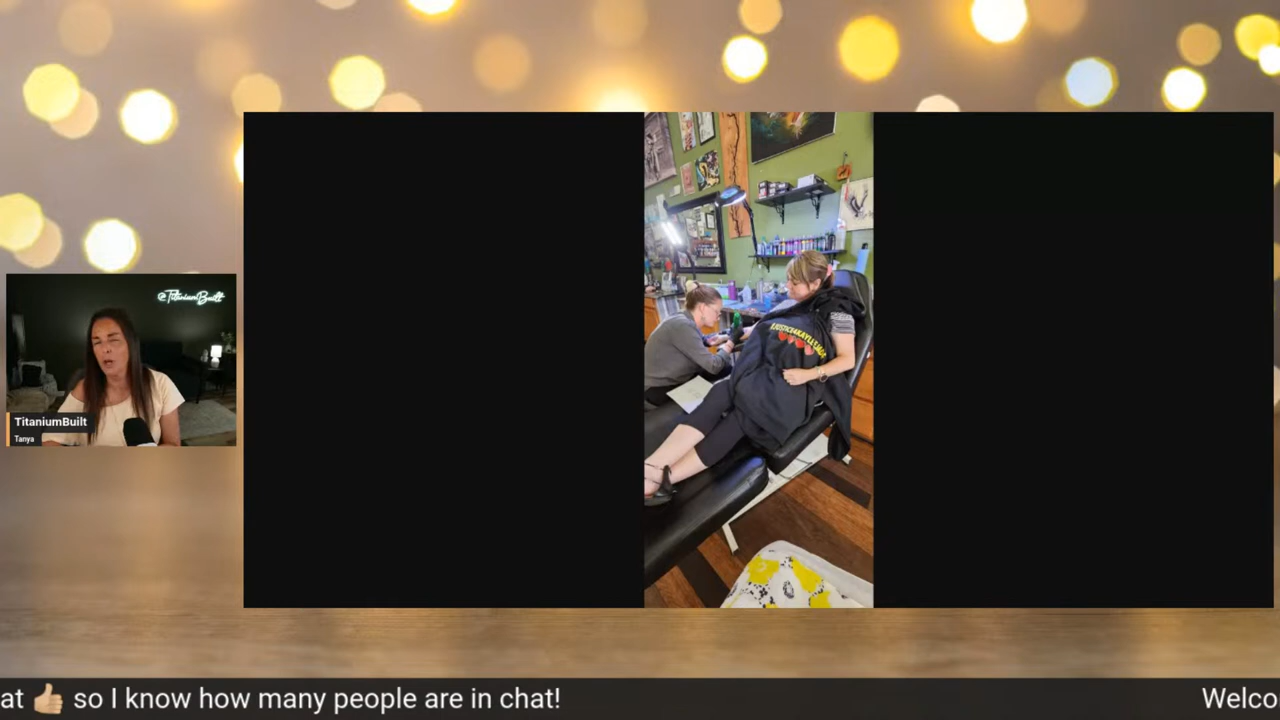 @TitaniumBuilt
TitaniumBuilt
Tanya
at 👍🏼 so I know how many people are in chat!
Welco